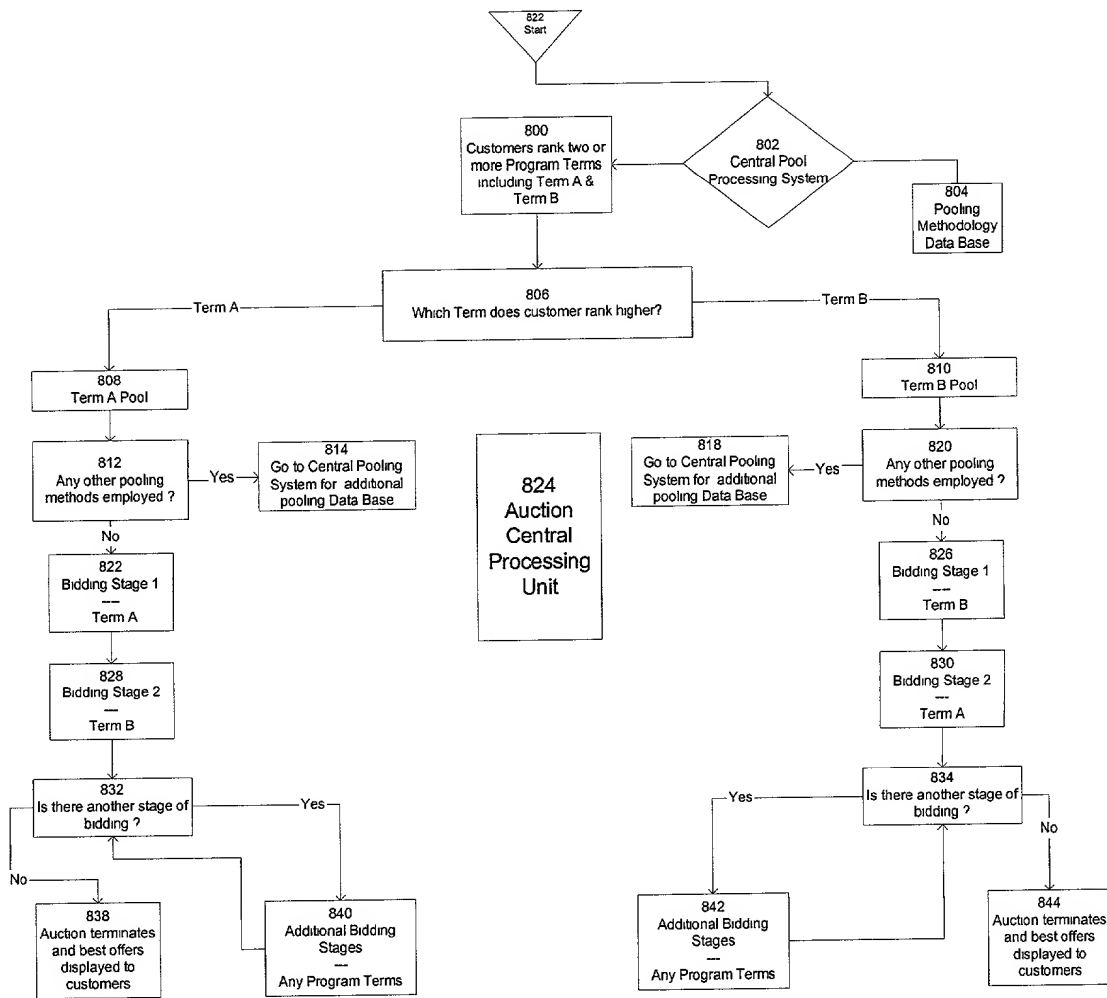 822
Start
800
Customers rank two or
more Program Terms
including Term A &
Term B
802
Central Pool
Processing System
804
Pooling
Methodology
Data Base
806
Which Term does customer rank higher?
Term A
Term B
808
Term A Pool
810
Term B Pool
812
Any other pooling
methods employed ?
Yes
814
Go to Central Pooling
System for additional
pooling Data Base
824
Auction
Central
Processing
Unit
818
Go to Central Pooling
System for additional
pooling Data Base
Yes
820
Any other pooling
methods employed ?
No
822
Bidding Stage 1
----
Term A
No
826
Bidding Stage 1
----
Term B
828
Bidding Stage 2
----
Term B
830
Bidding Stage 2
----
Term A
832
Is there another stage of
bidding ?
Yes
No
834
Is there another stage of
bidding ?
Yes
No
838
Auction terminates
and best offers
displayed to
customers
840
Additional Bidding
Stages
----
Any Program Terms
842
Additional Bidding
Stages
----
Any Program Terms
844
Auction terminates
and best offers
displayed to
customers